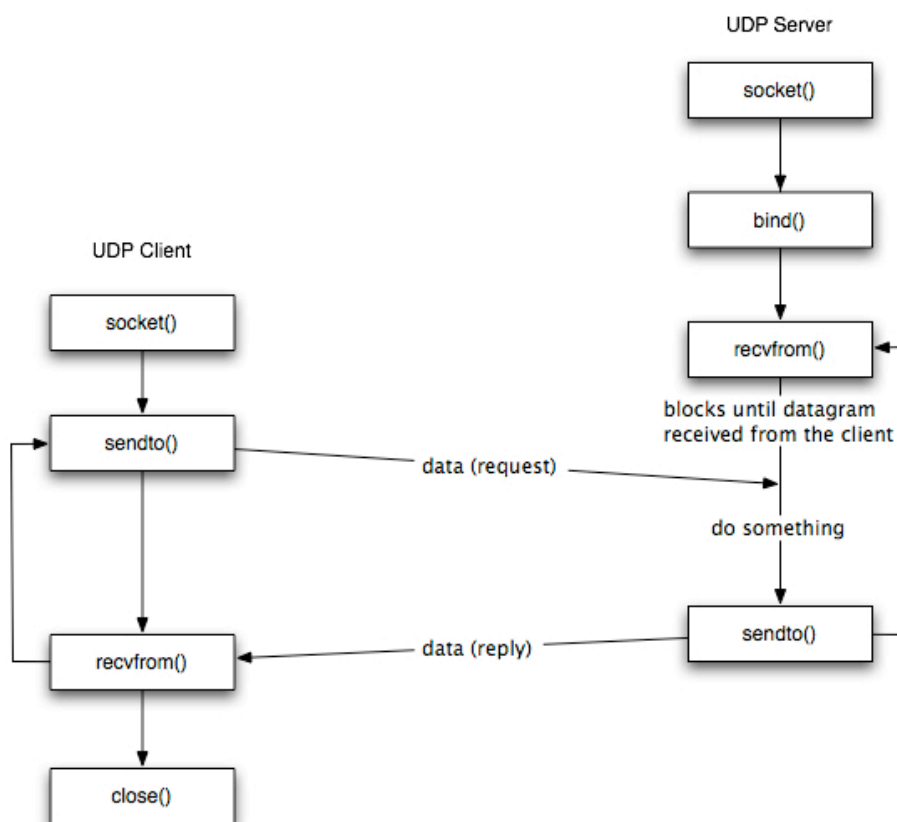 UDP Server
socket()
bind()
UDP Client
socket()
recvfrom()
blocks until datagram
received from the client
sendto()
data (request)
do something
sendto()
data (reply)
recvfrom()
close()